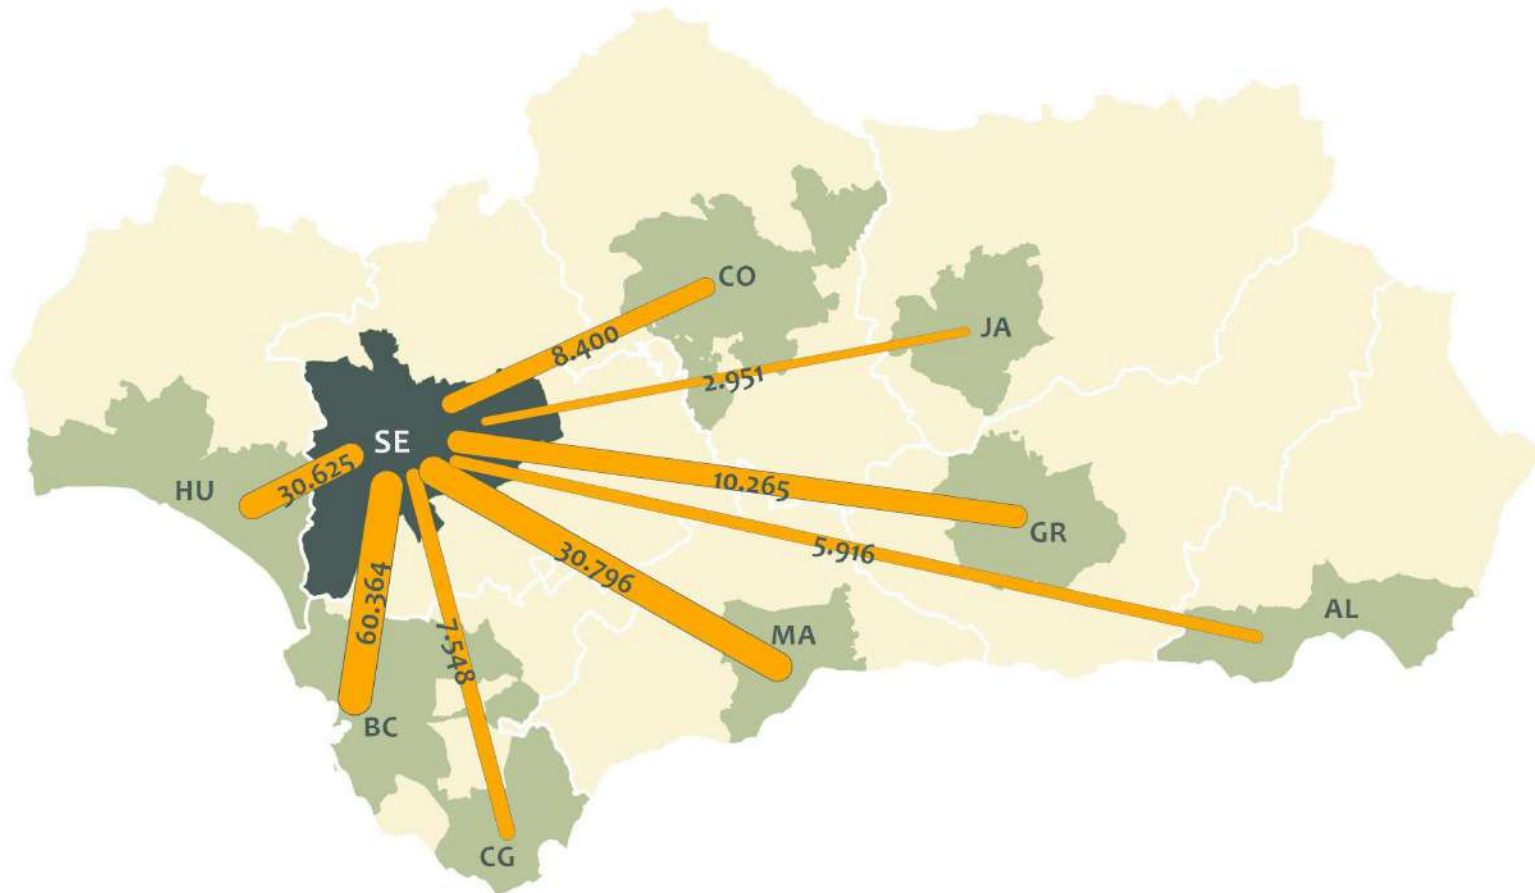 CO
8.400
JA
2.951
SE
30.625
HU
10.265
GR
5.916
30.796
60.364
7.548
MA
AL
BC
CG